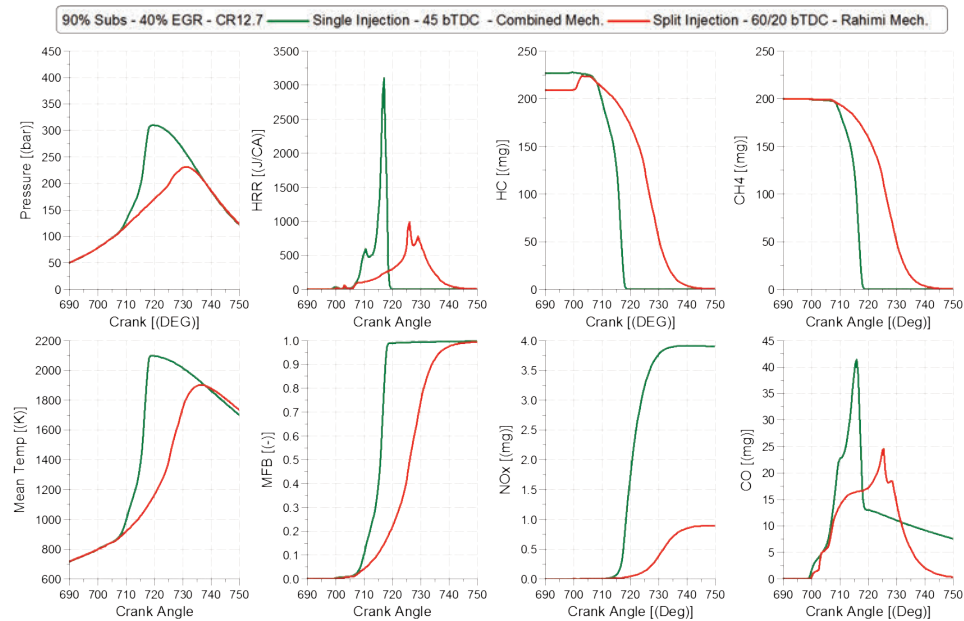 90% Subs - 40% EGR - CR12.7 Single Injection - 45 bTDC - Combined Mech. Split Injection - 60/20 bTDC - Rahimi Mech.
Pressure [(bar)]
450
400
350
300
250
200
150
100
50
0
690 700 710 720 730 740 750
Crank [(DEG)]
HRR [(J/CA)]
3500
3000
2500
2000
1500
1000
500
0
690 700 710 720 730 740 750
Crank Angle
HC [(mg)]
250
200
150
100
50
0
690 700 710 720 730 740 750
Crank [(DEG)]
CH4 [(mg)]
250
200
150
100
50
0
690 700 710 720 730 740 750
Crank [(Deg)]
Mean Temp [(K)]
2200
2000
1800
1600
1400
1200
1000
800
600
690 700 710 720 730 740 750
Crank Angle
MFB [(-)]
1.0
0.9
0.8
0.7
0.6
0.5
0.4
0.3
0.2
0.1
0.0
690 700 710 720 730 740 750
Crank Angle
NOx [(mg)]
4.0
3.5
3.0
2.5
2.0
1.5
1.0
0.5
0.0
690 700 710 720 730 740 750
Crank Angle [(Deg)]
CO [(mg)]
45
40
35
30
25
20
15
10
5
0
690 700 710 720 730 740 750
Crank Angle [(Deg)]